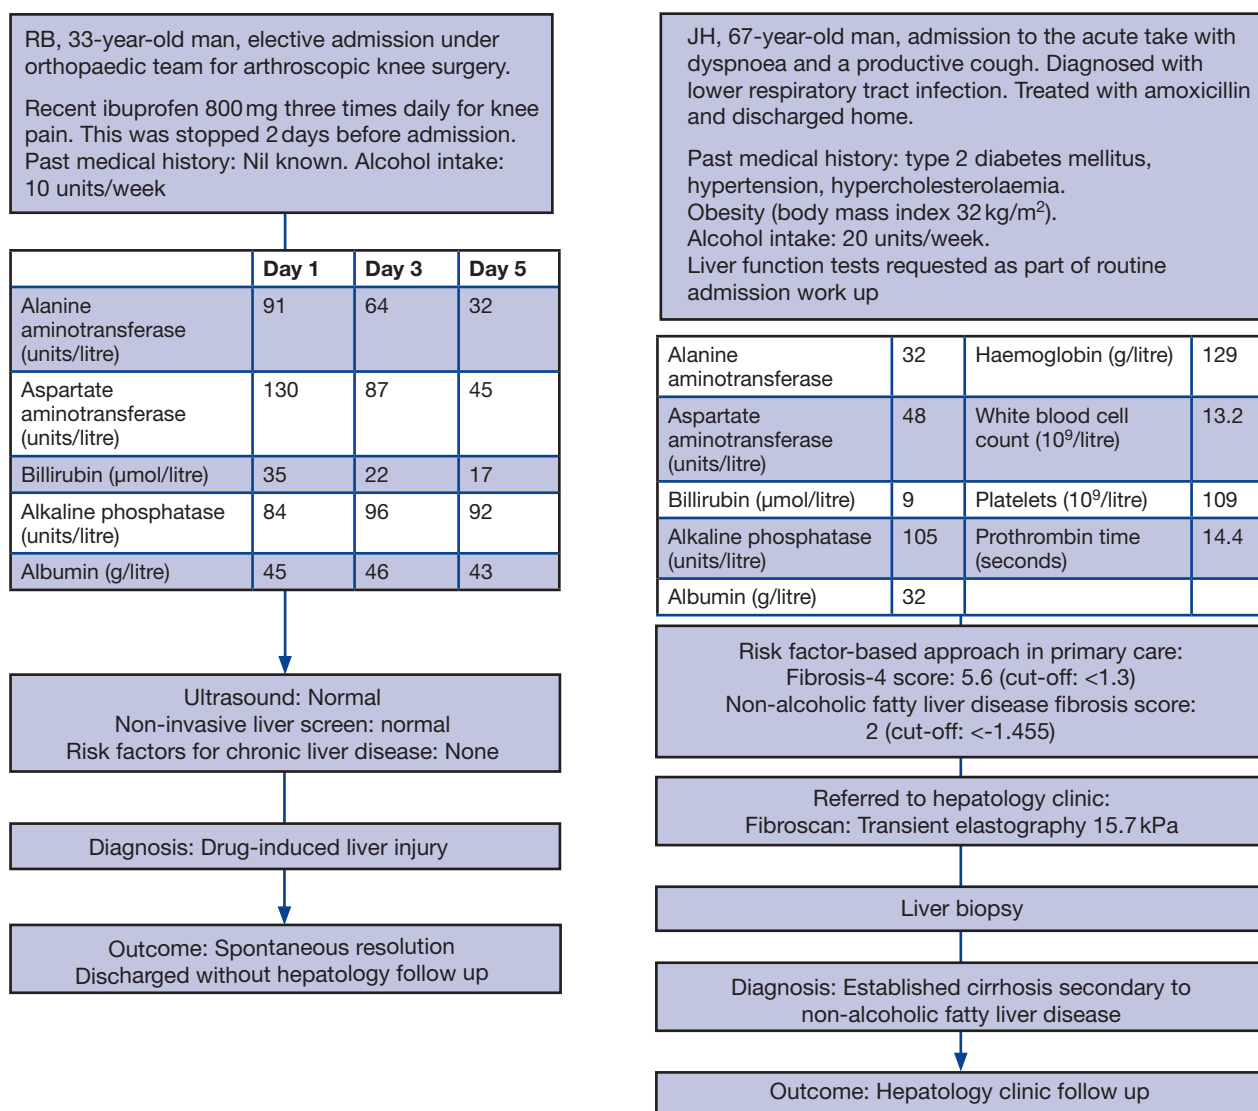 RB, 33-year-old man, elective admission under
orthopaedic team for arthroscopic knee surgery.
Recent ibuprofen 800 mg three times daily for knee
pain. This was stopped 2 days before admission.
Past medical history: Nil known. Alcohol intake:
10 units/week
Day 1 Day 3 Day 5
Alanine
aminotransferase
(units/litre)
91 64 32
Aspartate
aminotransferase
(units/litre)
130 87 45
Billirubin (µmol/litre) 35 22 17
Alkaline phosphatase
(units/litre)
84 96 92
Albumin (g/litre) 45 46 43
Ultrasound: Normal
Non-invasive liver screen: normal
Risk factors for chronic liver disease: None
Diagnosis: Drug-induced liver injury
Outcome: Spontaneous resolution
Discharged without hepatology follow up
JH, 67-year-old man, admission to the acute take with
dyspnoea and a productive cough. Diagnosed with
lower respiratory tract infection. Treated with amoxicillin
and discharged home.
Past medical history: type 2 diabetes mellitus,
hypertension, hypercholesterolaemia.
Obesity (body mass index 32 kg/m²).
Alcohol intake: 20 units/week.
Liver function tests requested as part of routine
admission work up
Alanine
aminotransferase
32
Haemoglobin (g/litre) 129
Aspartate
aminotransferase
(units/litre)
48
White blood cell
count (10⁹/litre)
13.2
Billirubin (µmol/litre) 9 Platelets (10⁹/litre) 109
Alkaline phosphatase
(units/litre)
105
Prothrombin time
(seconds)
14.4
Albumin (g/litre) 32
Risk factor-based approach in primary care:
Fibrosis-4 score: 5.6 (cut-off: <1.3)
Non-alcoholic fatty liver disease fibrosis score:
2 (cut-off: <-1.455)
Referred to hepatology clinic:
Fibroscan: Transient elastography 15.7 kPa
Liver biopsy
Diagnosis: Established cirrhosis secondary to
non-alcoholic fatty liver disease
Outcome: Hepatology clinic follow up